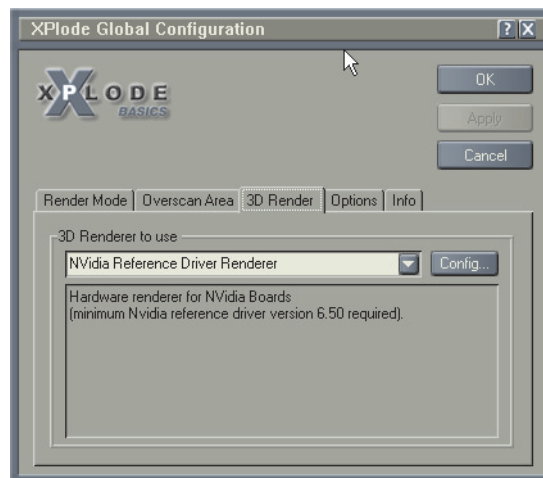 XPlode Global Configuration
? X
XPLODE
BASICS
OK
Apply
Cancel
Render Mode
Overscan Area
3D Render
Options
Info
3D Renderer to use
NVidia Reference Driver Renderer
Config...
Hardware renderer for NVidia Boards
(minimum Nvidia reference driver version 6.50 required).